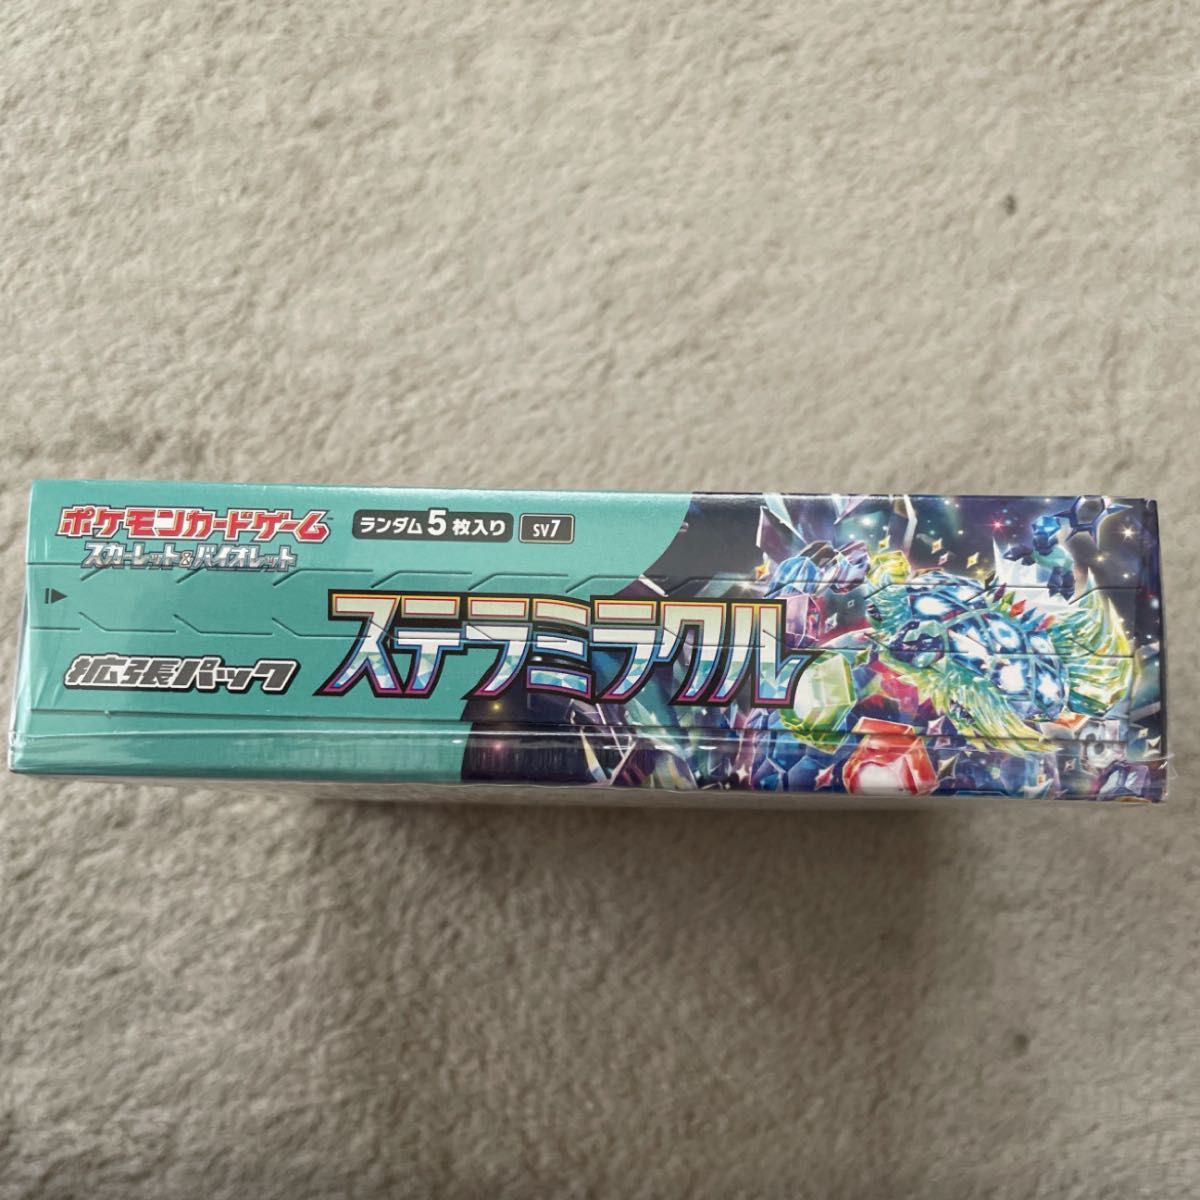 ポケモンカードゲーム
スカーレット&バイオレット
ランダム5枚入り
SV7
拡張パック
ステラミラクル